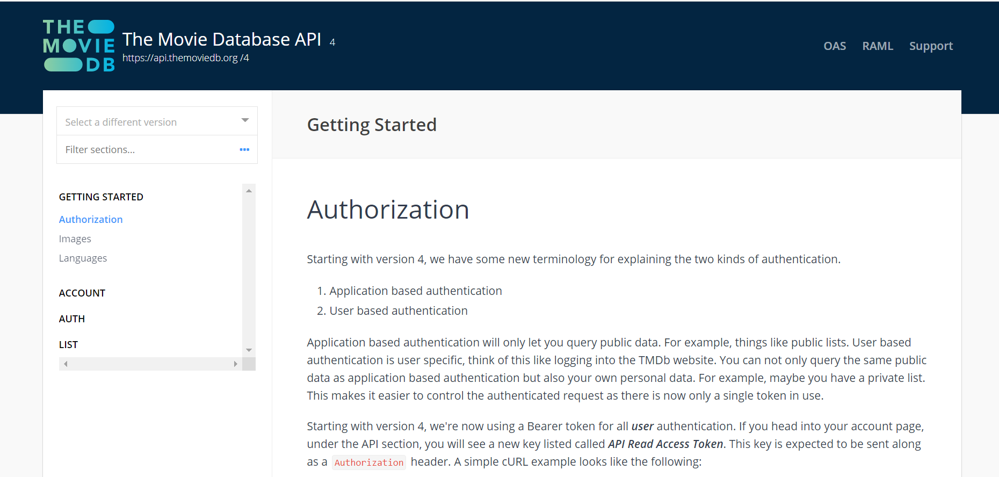 THE
MOVIE
DB
The Movie Database API 4
https://api.themoviedb.org /4
OAS RAML Support
Select a different version
Filter sections...
GETTING STARTED
Authorization
Images
Languages
ACCOUNT
AUTH
LIST
Getting Started
Authorization
Starting with version 4, we have some new terminology for explaining the two kinds of authentication.
1. Application based authentication
2. User based authentication
Application based authentication will only let you query public data. For example, things like public lists. User based
authentication is user specific, think of this like logging into the TMDb website. You can not only query the same public
data as application based authentication but also your own personal data. For example, maybe you have a private list.
This makes it easier to control the authenticated request as there is now only a single token in use.
Starting with version 4, we're now using a Bearer token for all user authentication. If you head into your account page,
under the API section, you will see a new key listed called API Read Access Token. This key is expected to be sent along
as a Authorization header. A simple cURL example looks like the following: